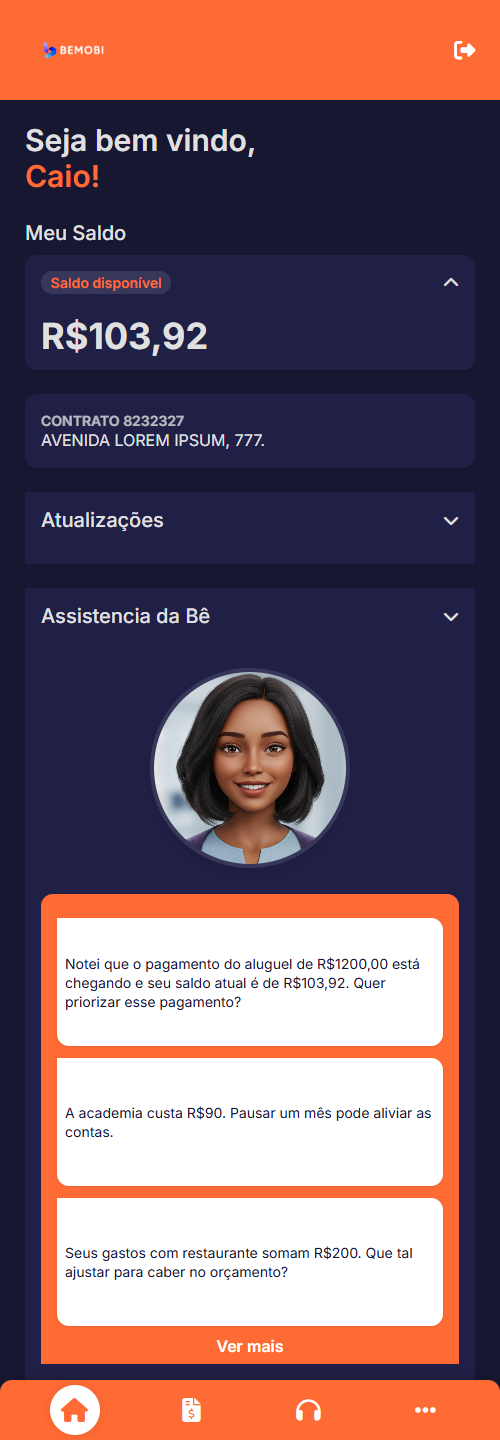 BEMOBI
Seja bem vindo,
Caio!
Meu Saldo
Saldo disponível
R$103,92
CONTRATO 8232327
AVENIDA LOREM IPSUM, 777.
Atualizações
Assistencia da Bê
Notei que o pagamento do aluguel de R$1200,00 está
chegando e seu saldo atual é de R$103,92. Quer
priorizar esse pagamento?
A academia custa R$90. Pausar um mês pode aliviar as
contas.
Seus gastos com restaurante somam R$200. Que tal
ajustar para caber no orçamento?
Ver mais